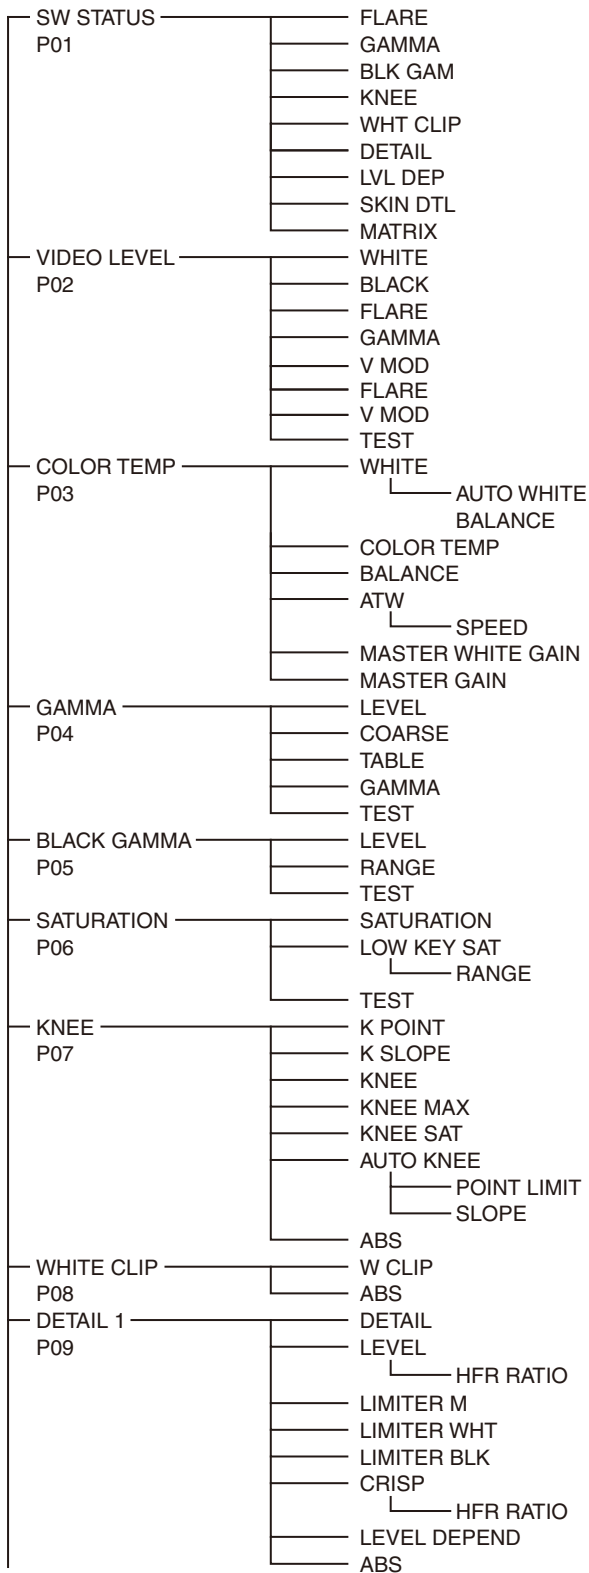 SW STATUS FLARE
P01 GAMMA
BLK GAM
KNEE
WHT CLIP
DETAIL
LVL DEP
SKIN DTL
MATRIX
VIDEO LEVEL WHITE
P02 BLACK
FLARE
GAMMA
V MOD
FLARE
V MOD
TEST
COLOR TEMP WHITE
P03 AUTO WHITE
BALANCE
COLOR TEMP
BALANCE
ATW
SPEED
MASTER WHITE GAIN
MASTER GAIN
GAMMA LEVEL
P04 COARSE
TABLE
GAMMA
TEST
BLACK GAMMA LEVEL
P05 RANGE
TEST
SATURATION SATURATION
P06 LOW KEY SAT
RANGE
TEST
KNEE K POINT
P07 K SLOPE
KNEE
KNEE MAX
KNEE SAT
AUTO KNEE
POINT LIMIT
SLOPE
ABS
WHITE CLIP W CLIP
P08 ABS
DETAIL 1 DETAIL
P09 LEVEL
HFR RATIO
LIMITER M
LIMITER WHT
LIMITER BLK
CRISP
HFR RATIO
LEVEL DEPEND
ABS